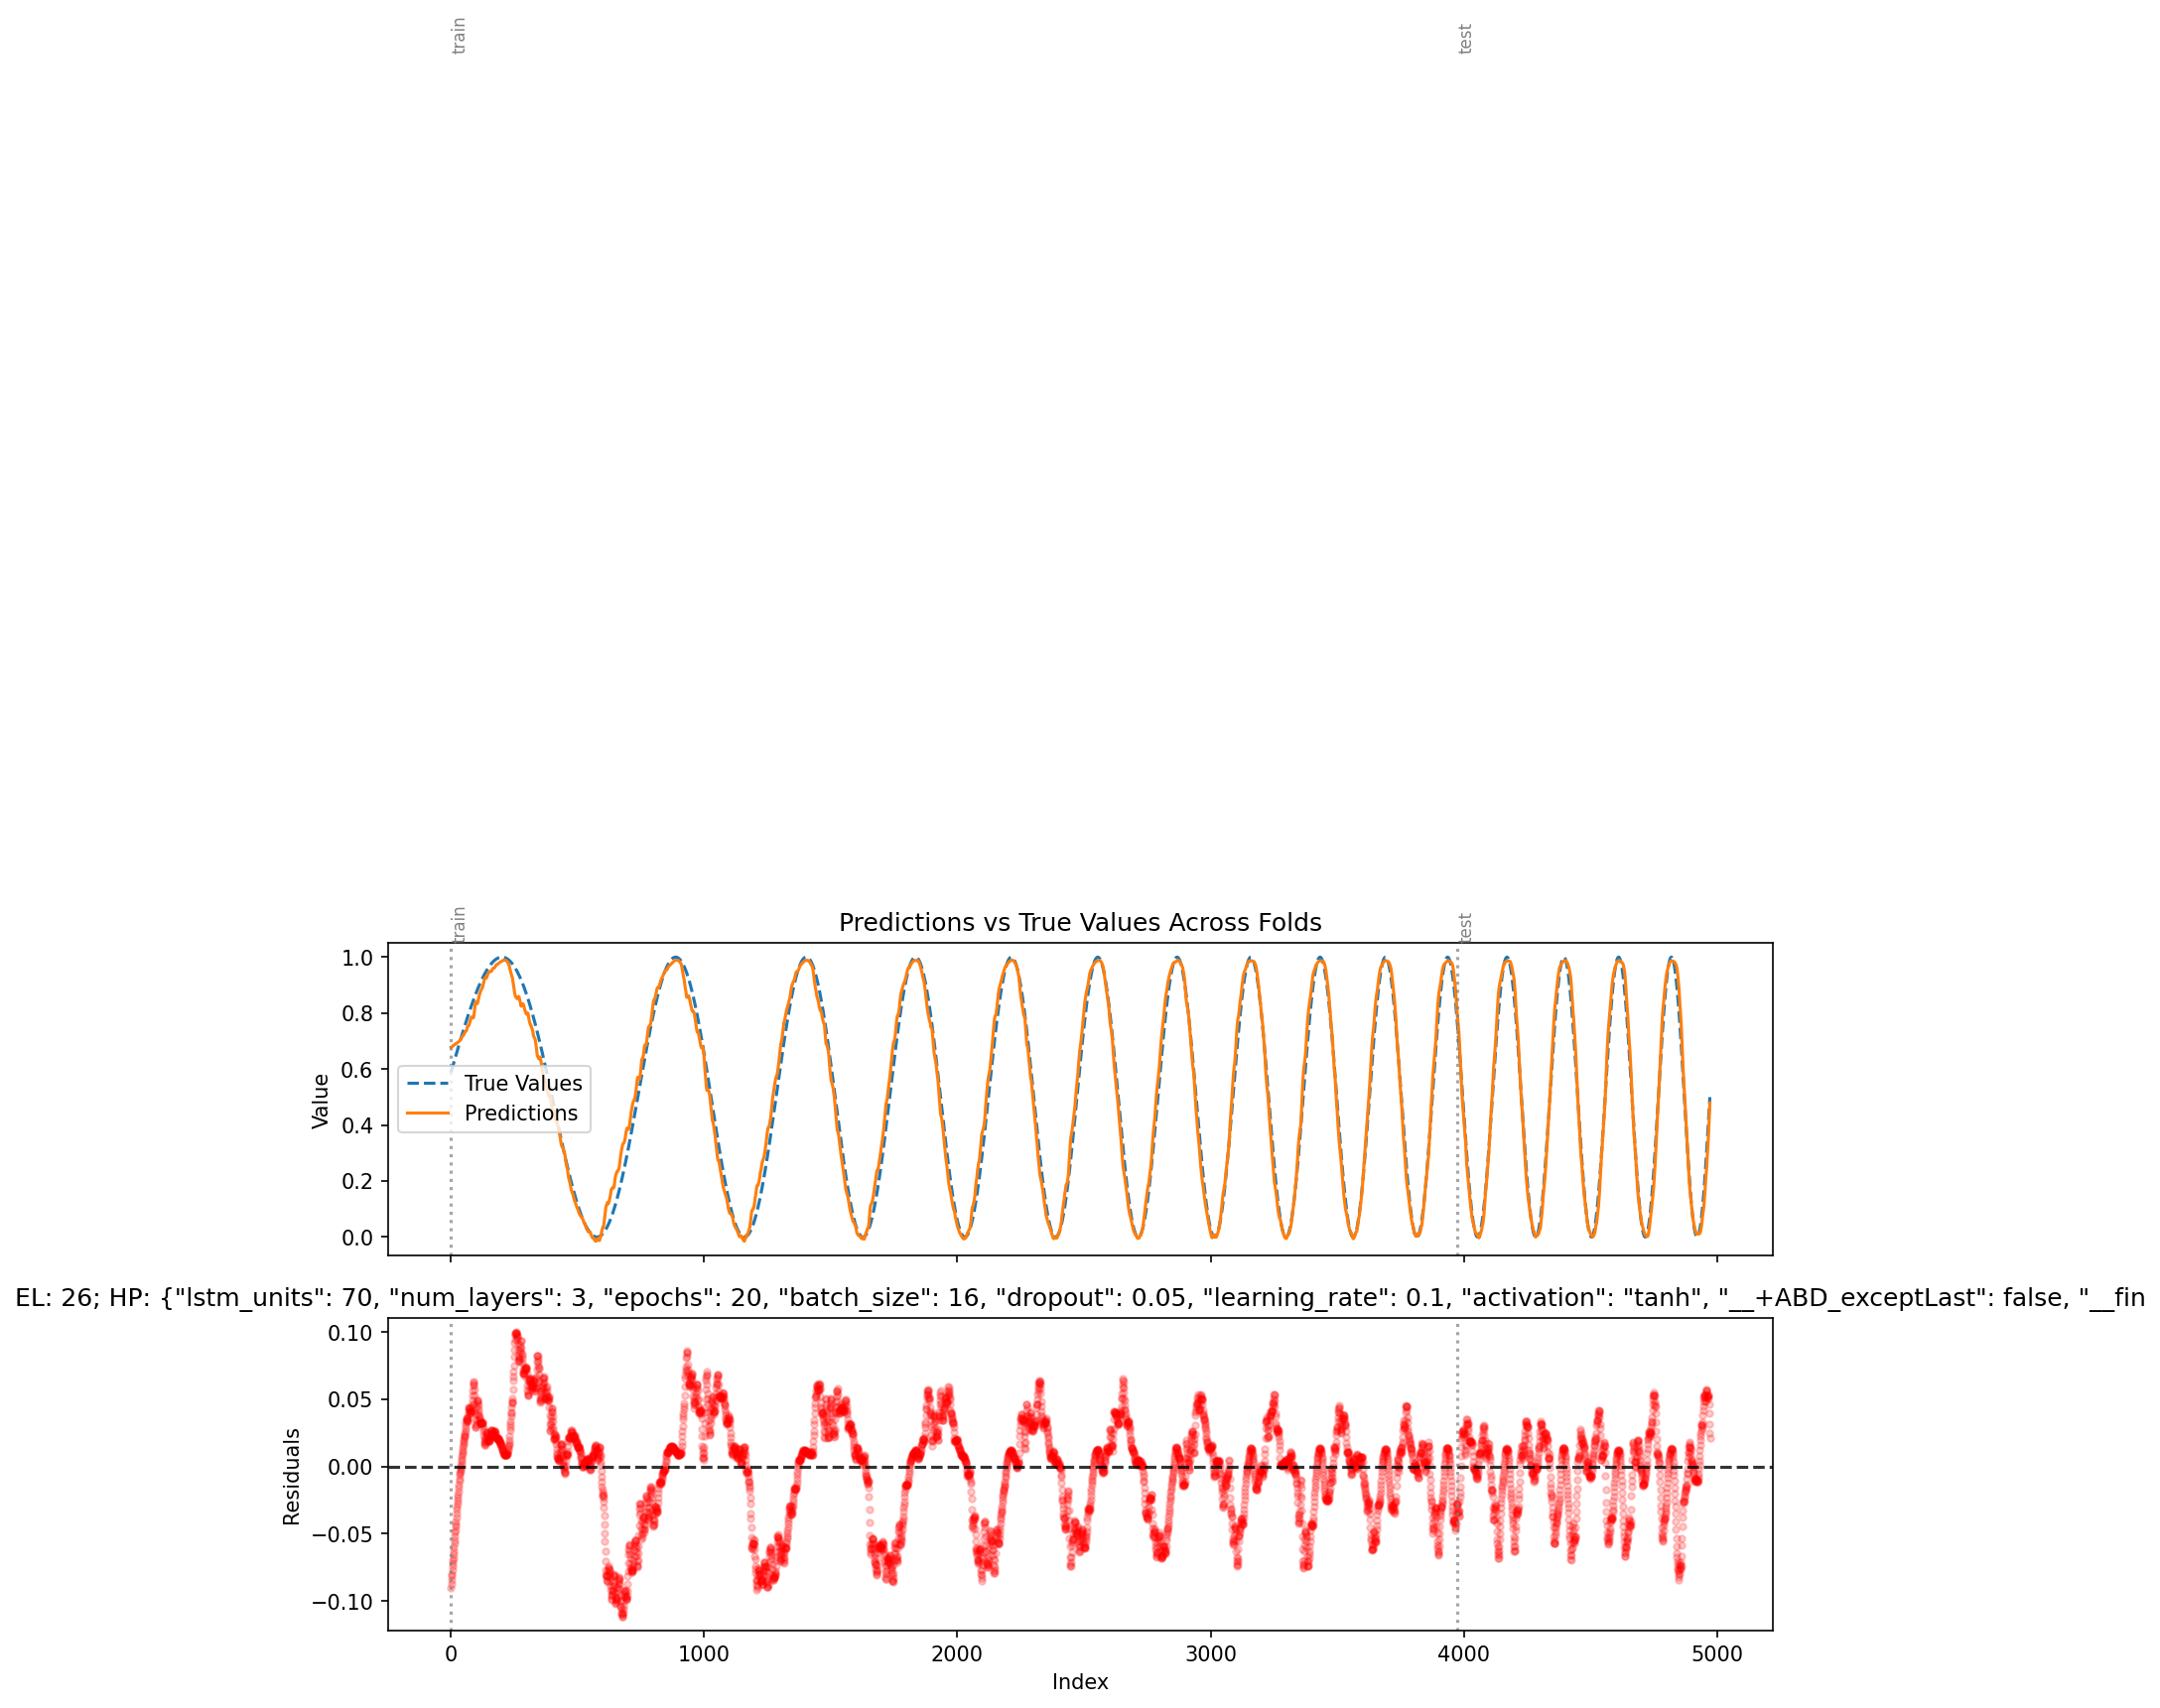 train
test
train
test
Predictions vs True Values Across Folds
1.0
0.8
0.6
0.4
0.2
0.0
Value
True Values
Predictions
EL: 26; HP: {"lstm_units": 70, "num_layers": 3, "epochs": 20, "batch_size": 16, "dropout": 0.05, "learning_rate": 0.1, "activation": "tanh", "__+ABD_exceptLast": false, "__fin
0.10
0.05
0.00
−0.05
−0.10
Residuals
0
1000
2000
3000
4000
5000
Index